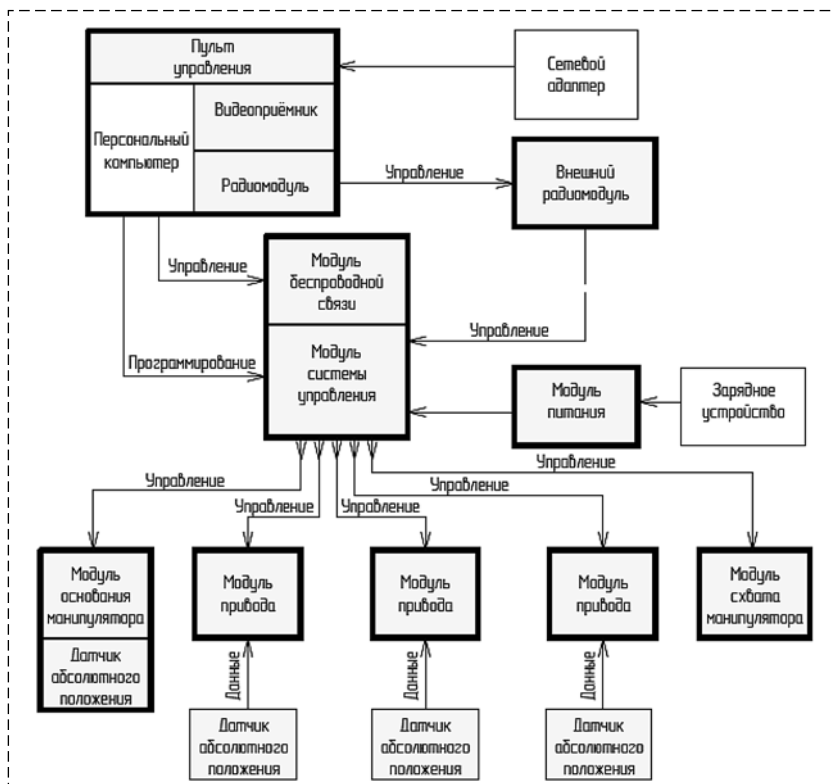 Пульт
управления
Сетевой
адаптер
Персональный
компьютер
Видеоприёмник
Радиомодуль
Управление
Внешний
радиомодуль
Управление
Модуль
беспроводной
связи
Управление
Программирование
Модуль
системы
управления
Модуль
питания
Зарядное
устройство
Управление
Управление
Управление
Управление
Управление
Модуль
основания
манипулятора
Датчик
абсолютного
положения
Модуль
привода
Модуль
привода
Модуль
привода
Модуль
схвата
манипулятора
Данные
Данные
Данные
Датчик
абсолютного
положения
Датчик
абсолютного
положения
Датчик
абсолютного
положения